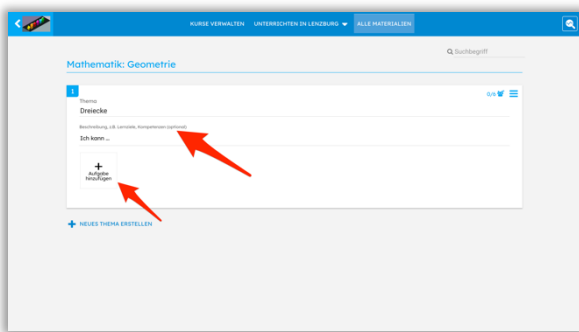 KURSE VERWALTEN UNTERRICHTEN IN LENZBURG ALLE MATERIALIEN
Suchbegriff
Mathematik: Geometrie
1
0/6
Thema
Dreiecke
Beschreibung, z.B. Lernziele, Kompetenzen (optional)
Ich kann ...
+
Aufgabe
hinzufügen
+ NEUES THEMA ERSTELLEN